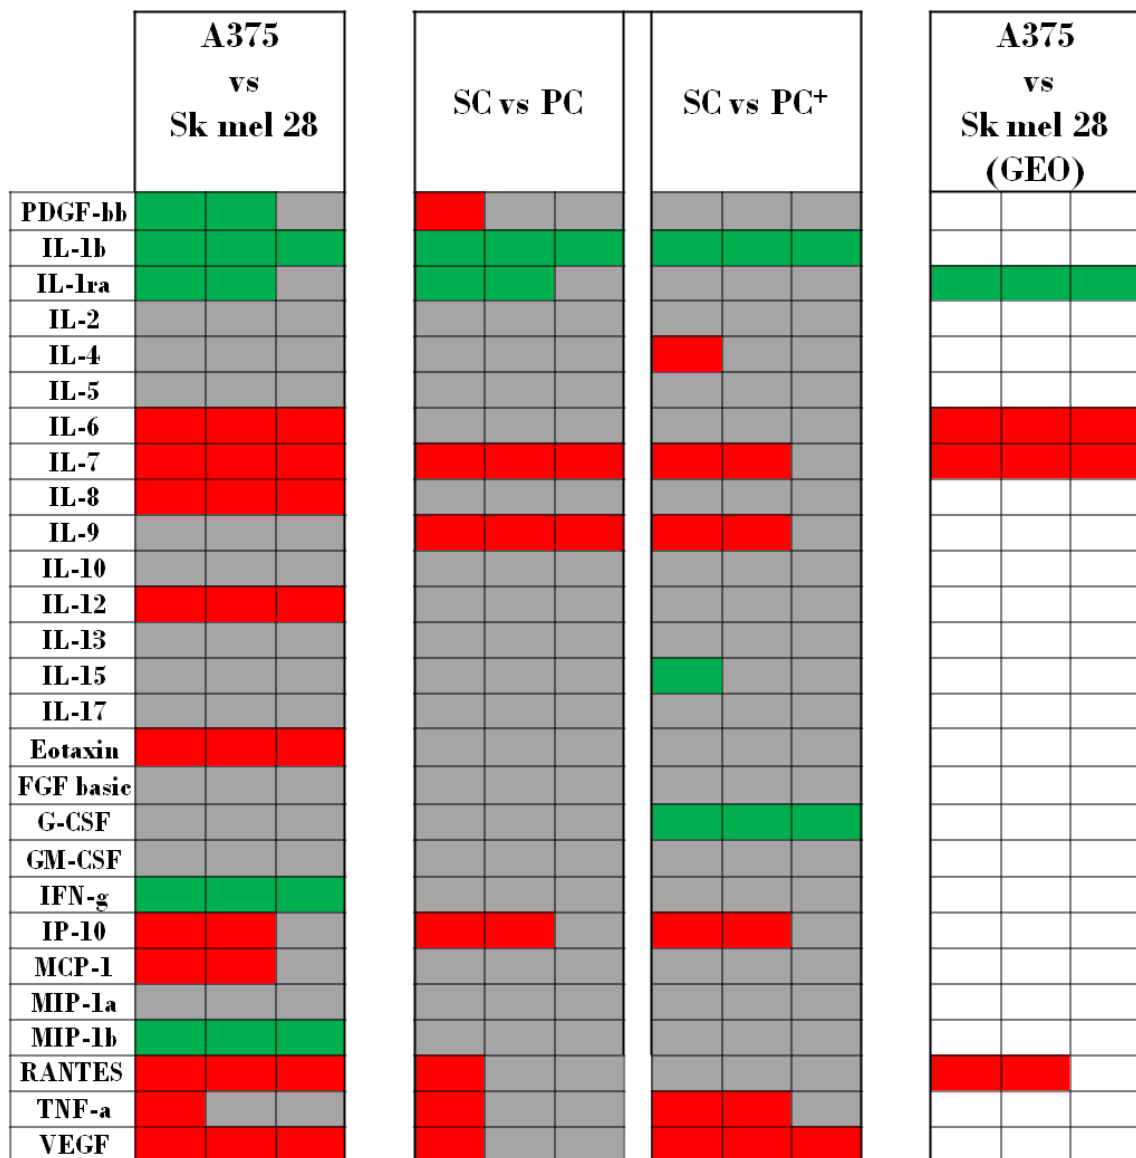 A375
vs
Sk mel 28
SC vs PC
SC vs PC⁺
A375
vs
Sk mel 28
(GEO)
PDGF-bb
IL-1b
IL-1ra
IL-2
IL-4
IL-5
IL-6
IL-7
IL-8
IL-9
IL-10
IL-12
IL-13
IL-15
IL-17
Eotaxin
FGF basic
G-CSF
GM-CSF
IFN-g
IP-10
MCP-1
MIP-1a
MIP-1b
RANTES
TNF-a
VEGF